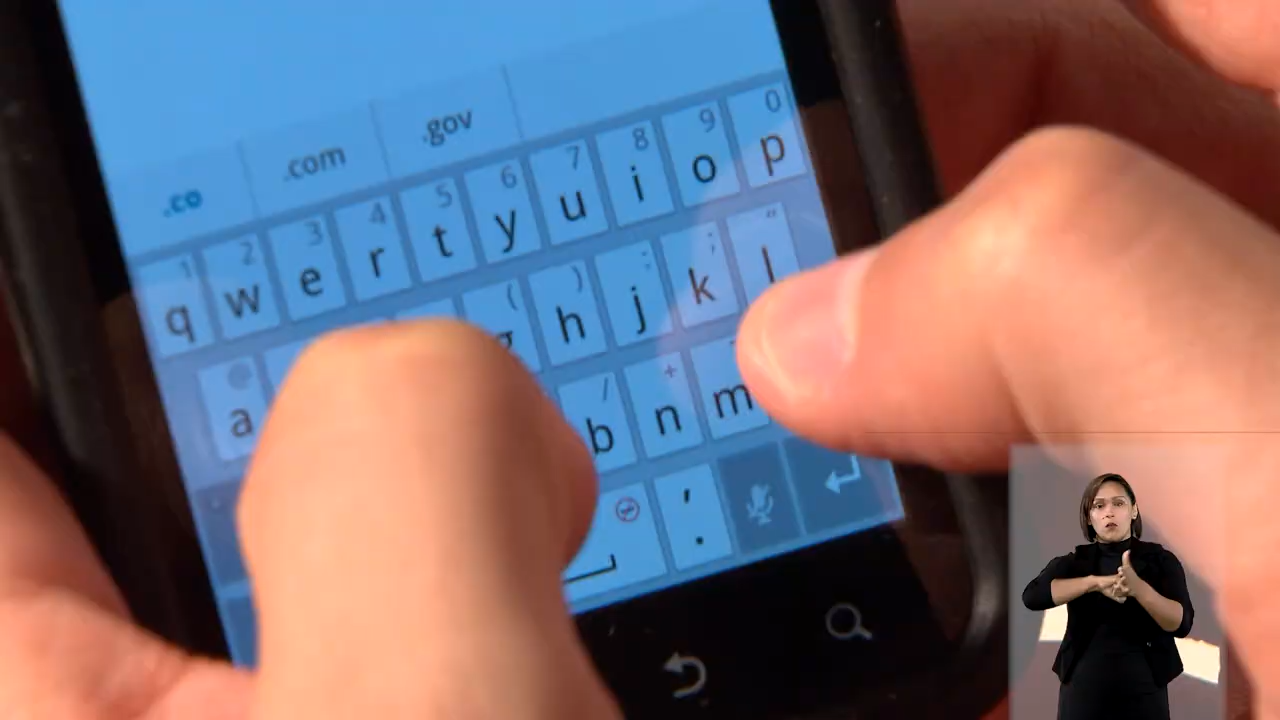 .co .com .gov
1 2 3 4 5 6 7 8 9 0
q w e r t y u i o p
@ ( ) : ; "
a g h j k l
/ +
b n m
' .